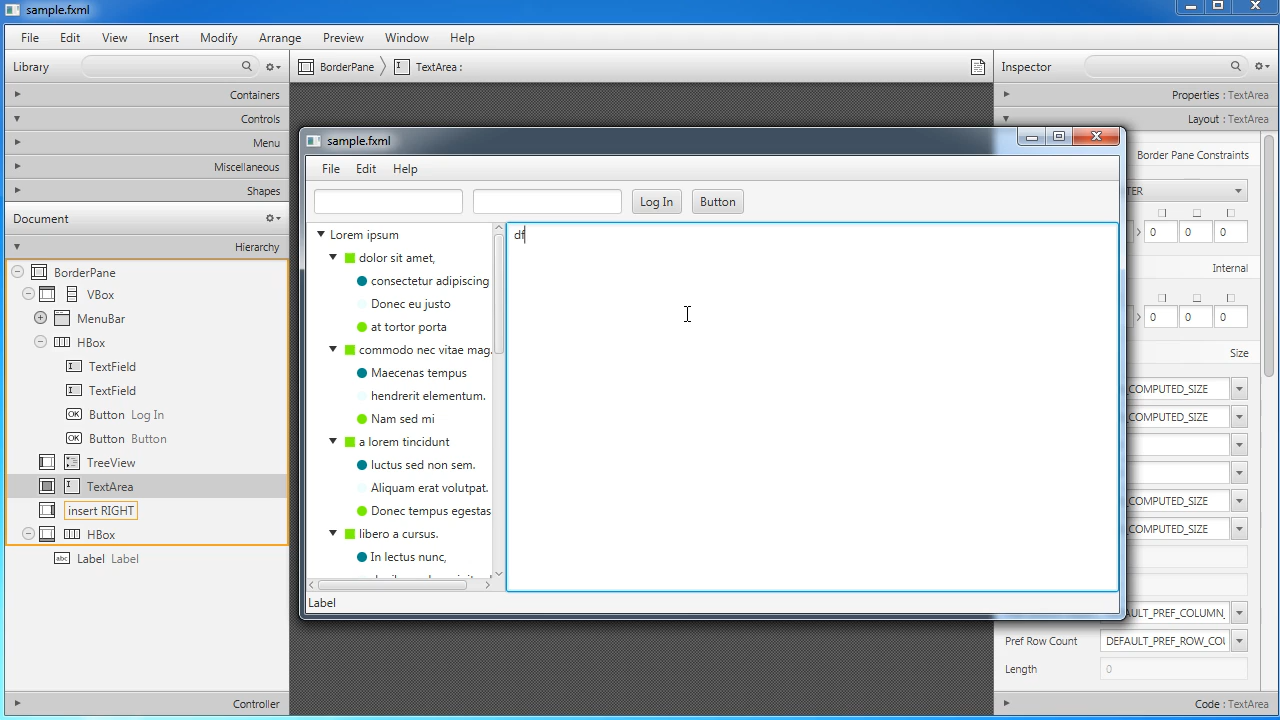 sample.fxml
File Edit View Insert Modify Arrange Preview Window Help
Library
Containers
Controls
Menu
Miscellaneous
Shapes
Document
Hierarchy
BorderPane
VBox
MenuBar
HBox
TextField
TextField
Button Log In
Button Button
TreeView
TextArea
insert RIGHT
HBox
Label Label
Controller
BorderPane TextArea :
sample.fxml
File Edit Help
Log In Button
Lorem ipsum
dolor sit amet,
consectetur adipiscing
Donec eu justo
at tortor porta
commodo nec vitae mag.
Maecenas tempus
hendrerit elementum.
Nam sed mi
a lorem tincidunt
luctus sed non sem.
Aliquam erat volutpat.
Donec tempus egestas
libero a cursus.
In lectus nunc,
df
Label
Inspector
Properties : TextArea
Layout : TextArea
Border Pane Constraints
TER
0 0 0
Internal
0 0 0
Size
_COMPUTED_SIZE
_COMPUTED_SIZE
_COMPUTED_SIZE
_COMPUTED_SIZE
AULT_PREF_COLUMN_
Pref Row Count DEFAULT_PREF_ROW_COU
Length 0
Code : TextArea